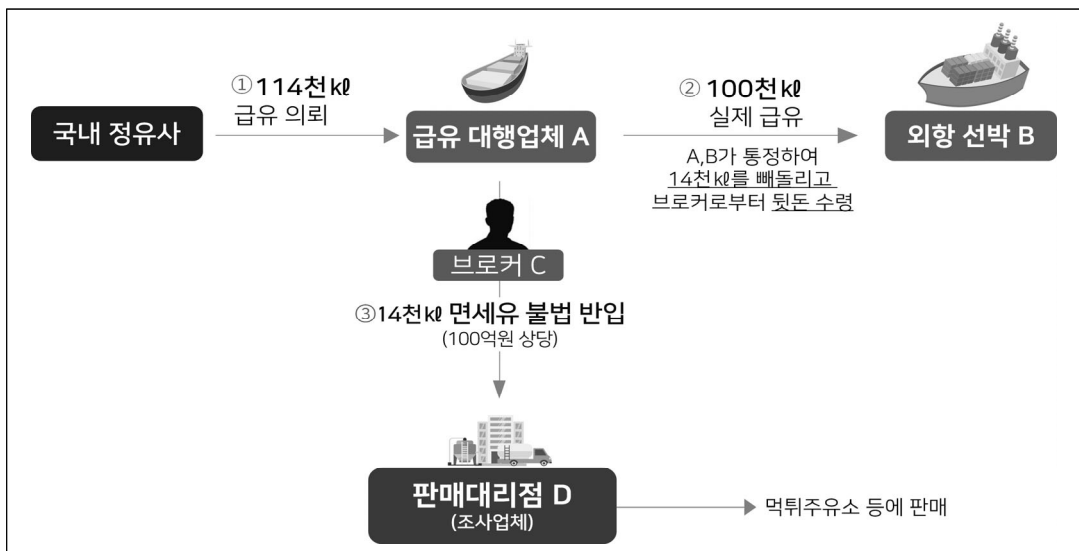 국내 정유사
① 114천㎘
급유 의뢰
급유 대행업체 A
② 100천㎘
실제 급유
A,B가 통정하여
14천㎘를 빼돌리고
브로커로부터 뒷돈 수령
외항 선박 B
브로커 C
③14천㎘ 면세유 불법 반입
(100억원 상당)
판매대리점 D
(조사업체)
먹튀주유소 등에 판매